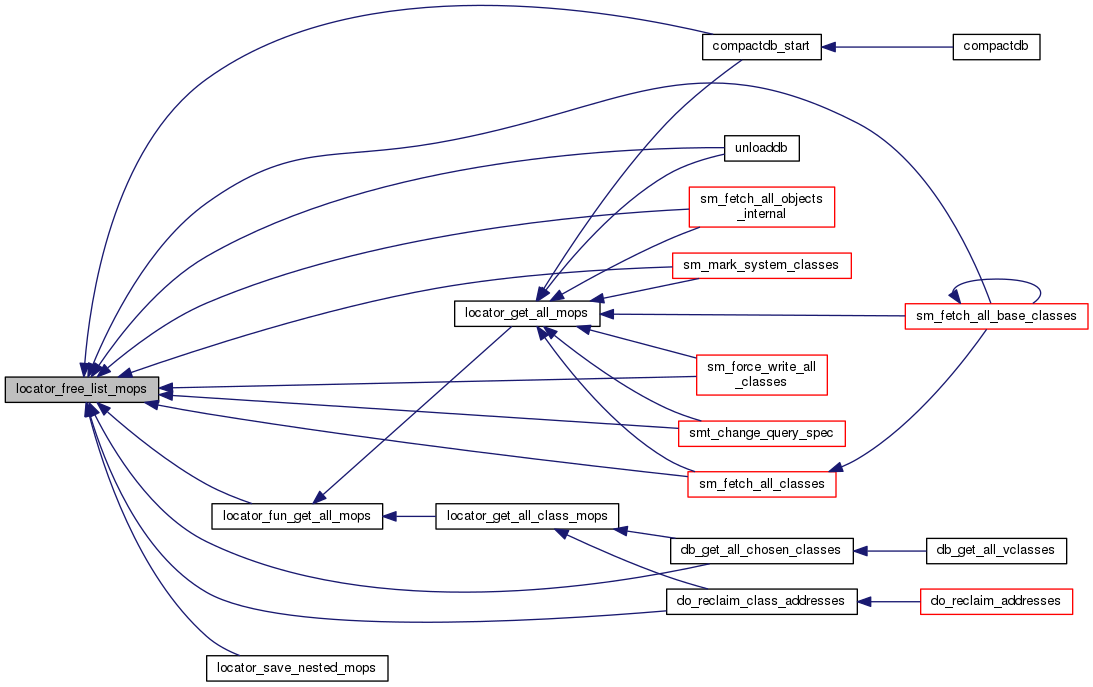 compactdb_start
compactdb
unloaddb
sm_fetch_all_objects
_internal
sm_mark_system_classes
locator_get_all_mops
sm_fetch_all_base_classes
sm_force_write_all
_classes
locator_free_list_mops
smt_change_query_spec
sm_fetch_all_classes
locator_fun_get_all_mops
locator_get_all_class_mops
db_get_all_chosen_classes
db_get_all_vclasses
do_reclaim_class_addresses
do_reclaim_addresses
locator_save_nested_mops